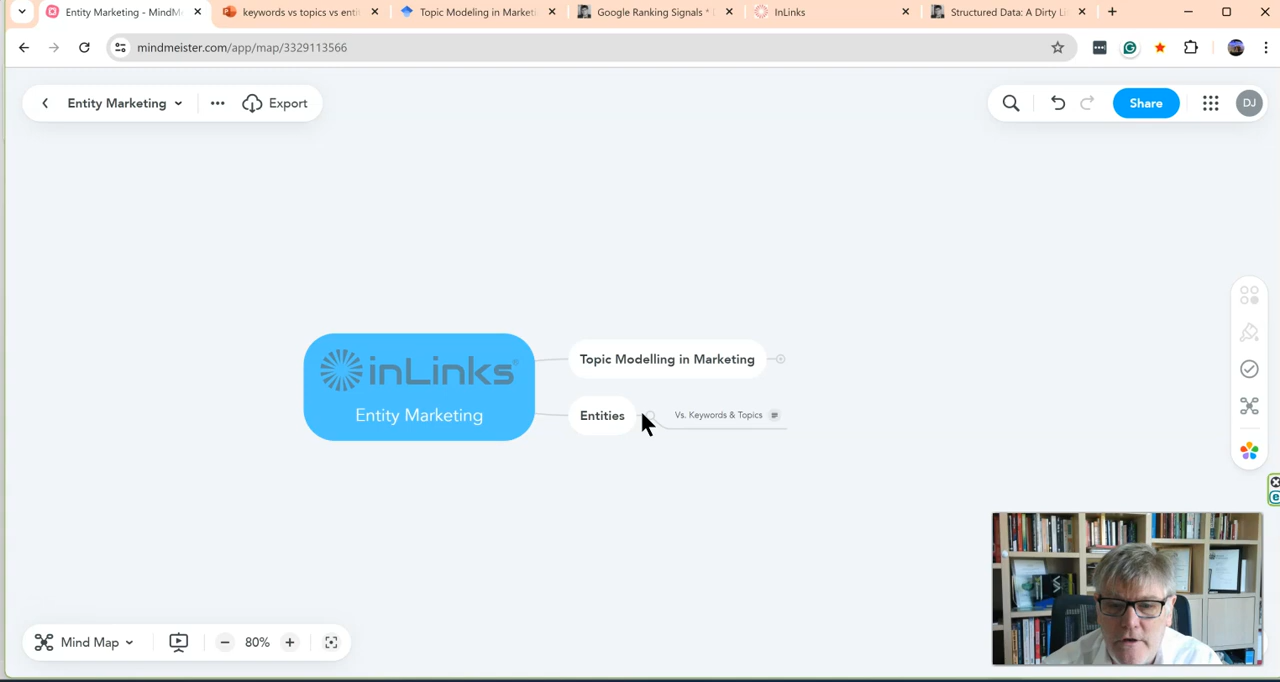 Entity Marketing - MindM
keywords vs topics vs enti
Topic Modeling in Marketi
Google Ranking Signals *
InLinks
Structured Data: A Dirty Li
mindmeister.com/app/map/3329113566
Entity Marketing
Export
Share
DJ
inLinks®
Entity Marketing
Topic Modelling in Marketing
Entities
Vs. Keywords & Topics
Mind Map
80%